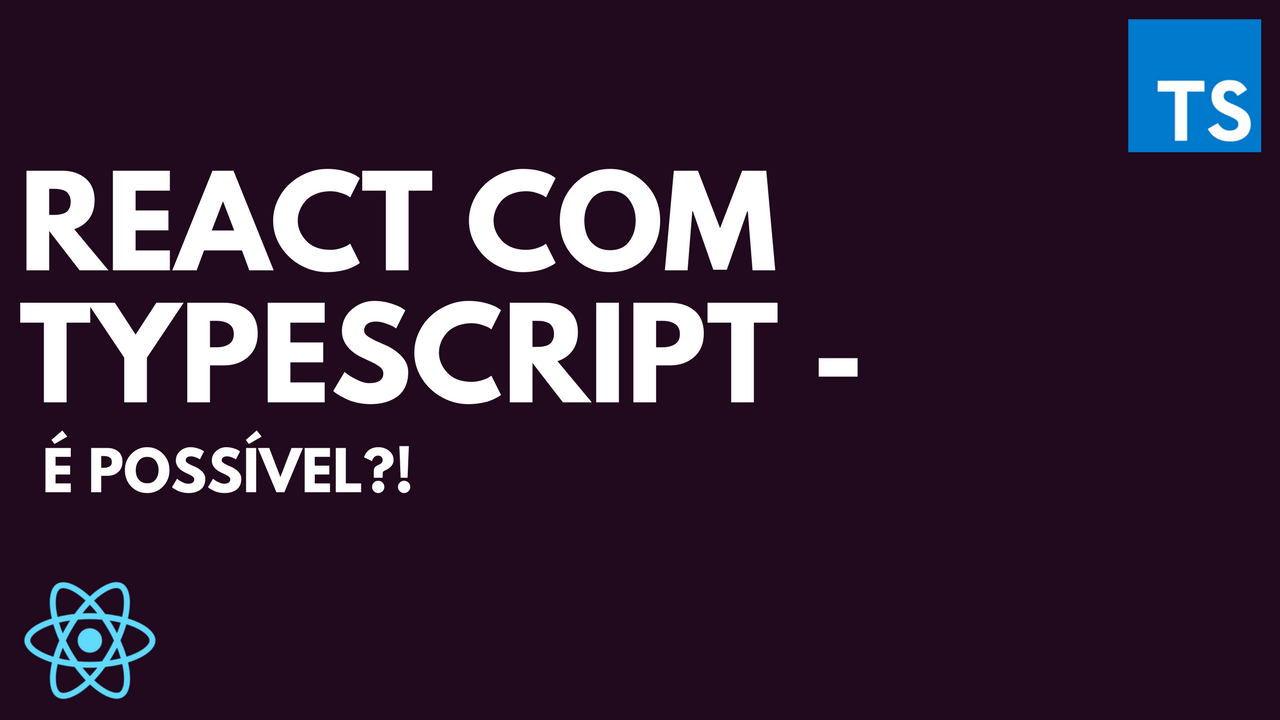 TS
REACT COM
TYPESCRIPT -
É POSSÍVEL?!